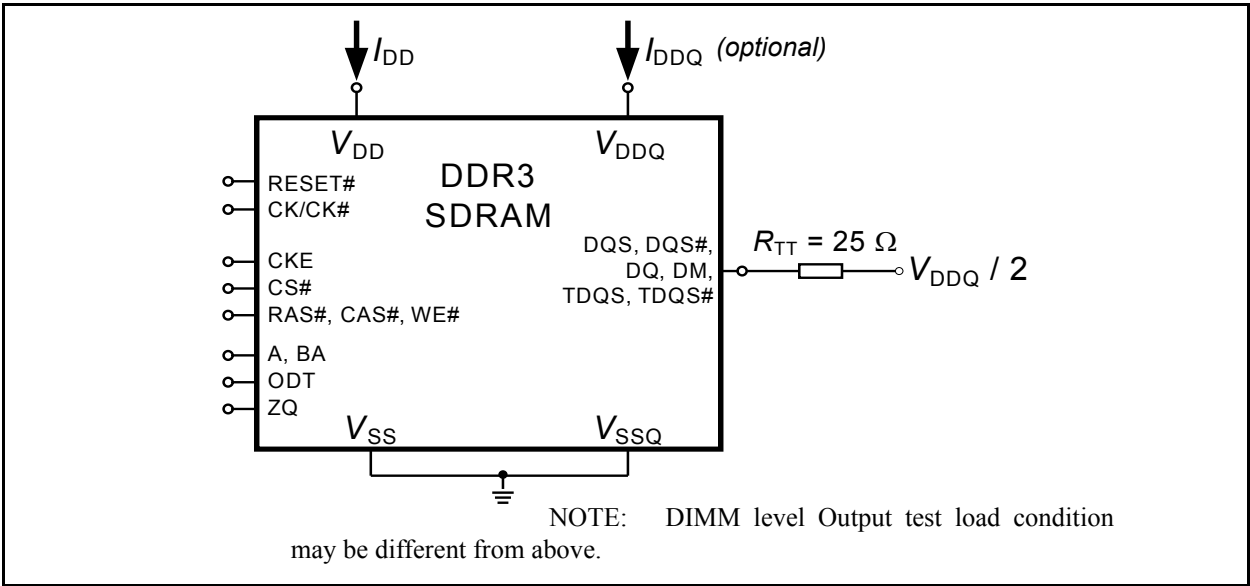 IDD
IDDQ (optional)
VDD
VDDQ
DDR3
SDRAM
RESET#
CK/CK#
CKE
CS#
RAS#, CAS#, WE#
A, BA
ODT
ZQ
DQS, DQS#,
DQ, DM,
TDQS, TDQS#
RTT = 25 Ω
VDDQ / 2
VSS
VSSQ
NOTE: DIMM level Output test load condition
may be different from above.